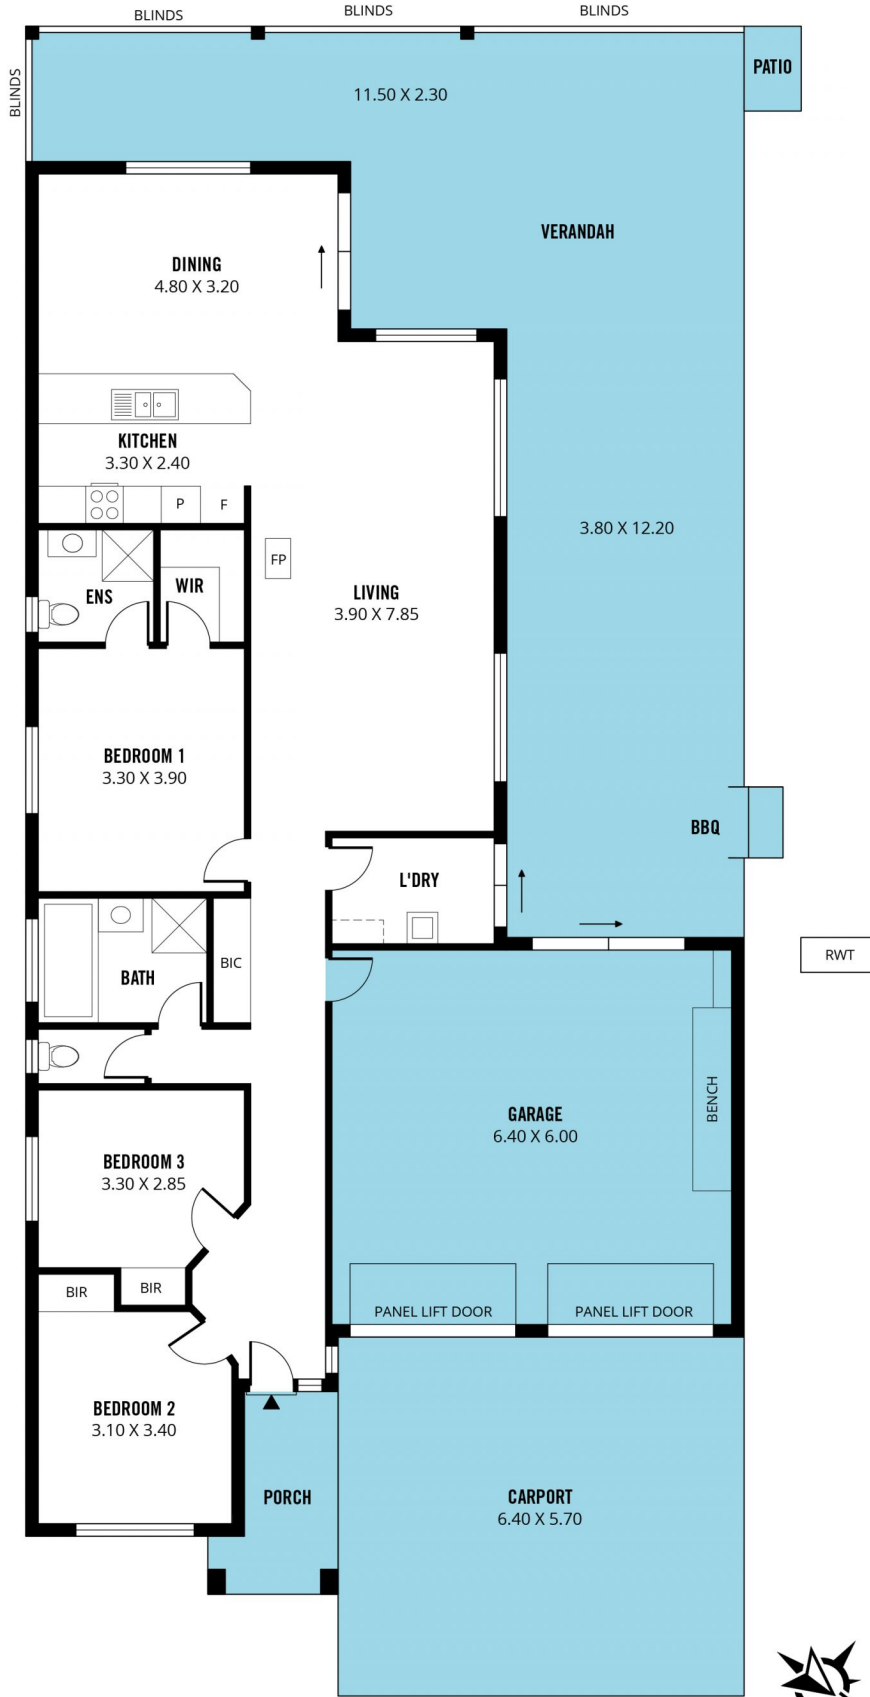 BLINDS
BLINDS
BLINDS
BLINDS
PATIO
11.50 X 2.30
VERANDAH
DINING
4.80 X 3.20
KITCHEN
3.30 X 2.40
P
F
3.80 X 12.20
FP
ENS
WIR
LIVING
3.90 X 7.85
BEDROOM 1
3.30 X 3.90
BBQ
L'DRY
BATH
BIC
RWT
BENCH
GARAGE
6.40 X 6.00
BEDROOM 3
3.30 X 2.85
BIR
BIR
PANEL LIFT DOOR
PANEL LIFT DOOR
BEDROOM 2
3.10 X 3.40
PORCH
CARPORT
6.40 X 5.70